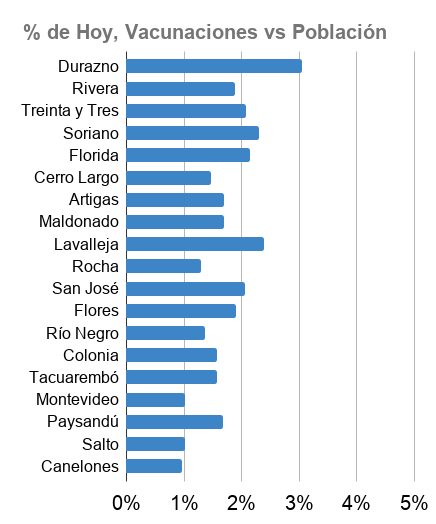 % de Hoy, Vacunaciones vs Población
Durazno
Rivera
Treinta y Tres
Soriano
Florida
Cerro Largo
Artigas
Maldonado
Lavalleja
Rocha
San José
Flores
Río Negro
Colonia
Tacuarembó
Montevideo
Paysandú
Salto
Canelones
0% 1% 2% 3% 4% 5%